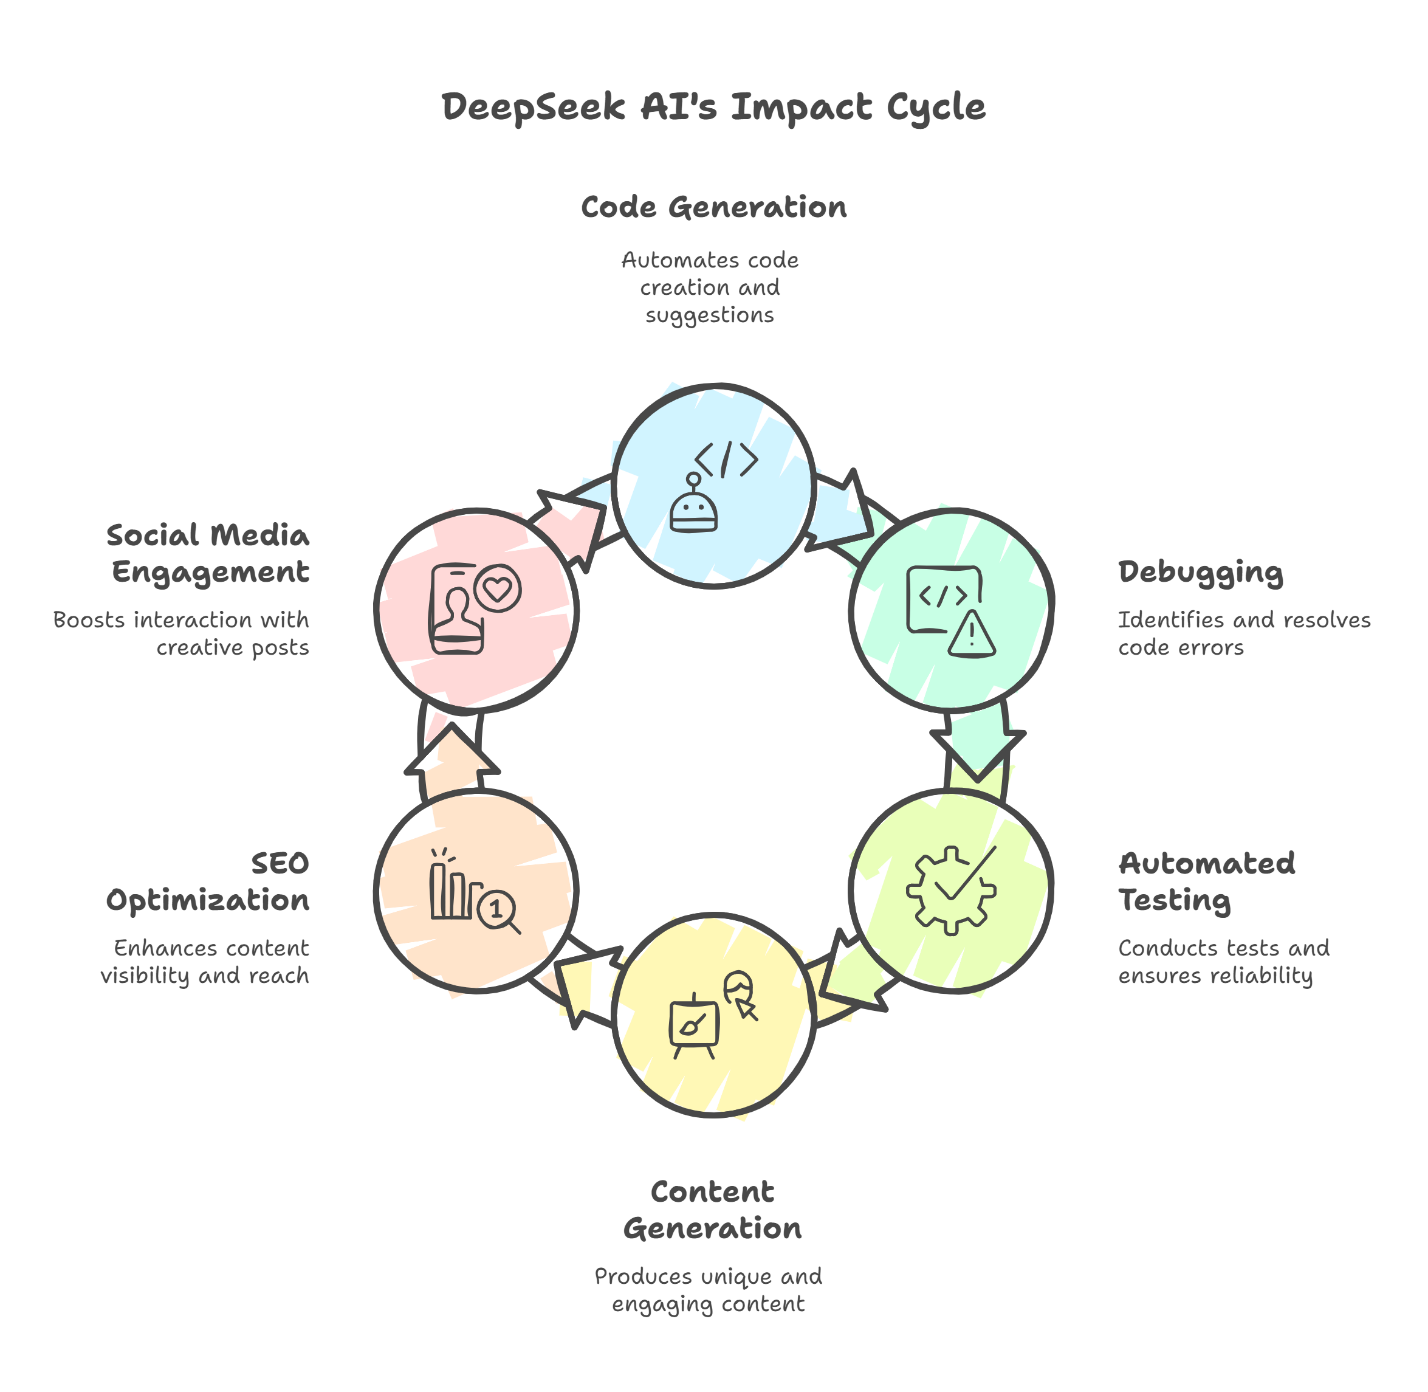 DeepSeek AI's Impact Cycle
Code Generation
Automates code
creation and
suggestions
Debugging
Identifies and resolves
code errors
Automated
Testing
Conducts tests and
ensures reliability
Content
Generation
Produces unique and
engaging content
SEO
Optimization
Enhances content
visibility and reach
Social Media
Engagement
Boosts interaction with
creative posts